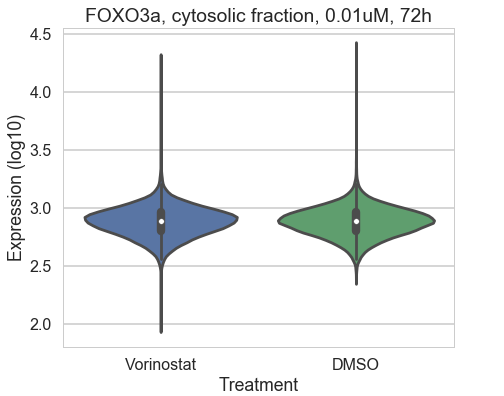 FOXO3a, cytosolic fraction, 0.01uM, 72h
4.5
4.0
3.5
3.0
2.5
2.0
Expression (log10)
Vorinostat DMSO
Treatment